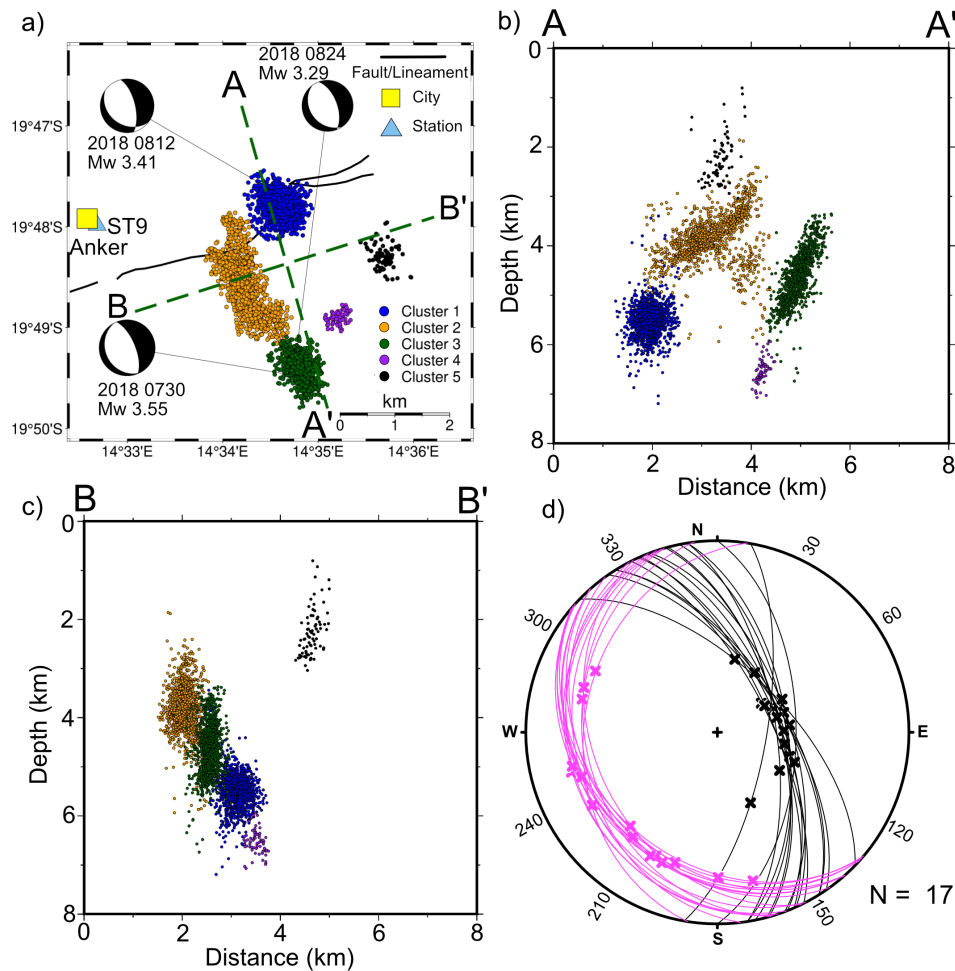 a)
2018 0824
Mw 3.29
Fault/Lineament
City
Station
A
19°47'S
2018 0812
Mw 3.41
B'
19°48'S
ST9
Anker
B
19°49'S
Cluster 1
Cluster 2
Cluster 3
Cluster 4
Cluster 5
2018 0730
Mw 3.55
km
0 1 2
A'
19°50'S
14°33'E 14°34'E 14°35'E 14°36'E
b)
A A'
0
2
4
6
8
Depth (km)
0 2 4 6 8
Distance (km)
c)
B B'
0
2
4
6
8
Depth (km)
0 2 4 6 8
Distance (km)
d)
N
30
60
E
120
150
S
210
240
W
300
330
N = 17